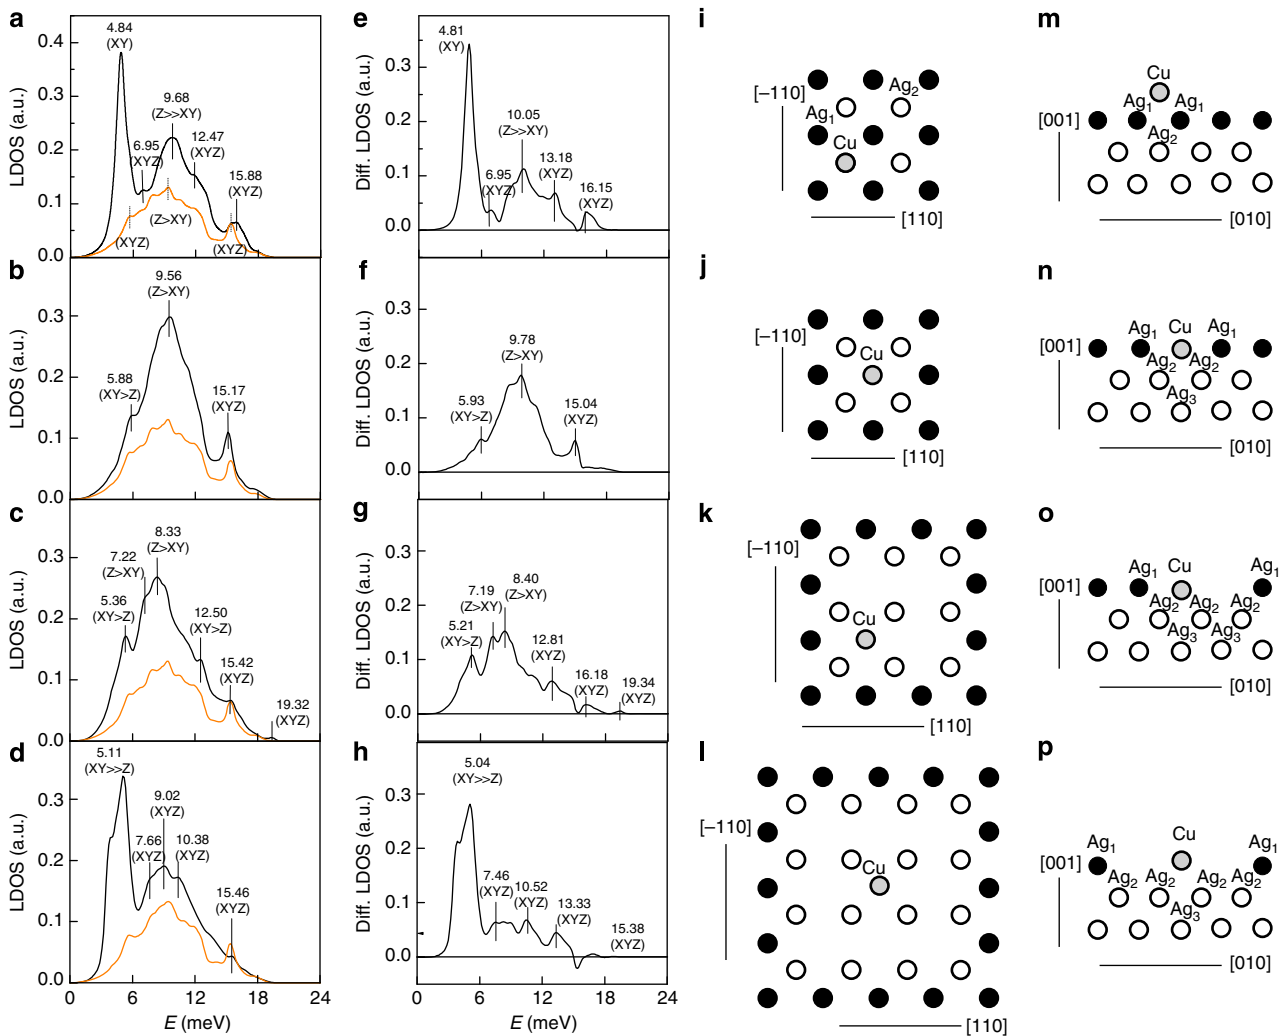 a
LDOS (a.u.)
0.4
0.3
0.2
0.1
0.0
4.84
(XY)
6.95
(XYZ)
9.68
(Z>>XY)
12.47
(XYZ)
15.88
(XYZ)
(XYZ)
(Z>XY)
(XYZ)
e
Diff. LDOS (a.u.)
0.3
0.2
0.1
0.0
4.81
(XY)
6.95
(XYZ)
10.05
(Z>>XY)
13.18
(XYZ)
16.15
(XYZ)
i
[−110]
Ag2
Ag1
Cu
[110]
m
Cu
Ag1 Ag1
[001]
Ag2
[010]
b
LDOS (a.u.)
0.3
0.2
0.1
0.0
5.88
(XY>Z)
9.56
(Z>XY)
15.17
(XYZ)
f
Diff. LDOS (a.u.)
0.3
0.2
0.1
0.0
5.93
(XY>Z)
9.78
(Z>XY)
15.04
(XYZ)
j
[−110]
Cu
[110]
n
Ag1 Cu Ag1
[001]
Ag2 Ag2
Ag3
[010]
c
LDOS (a.u.)
0.3
0.2
0.1
0.0
5.36
(XY>Z)
7.22
(Z>XY)
8.33
(Z>XY)
12.50
(XY>Z)
15.42
(XYZ)
19.32
(XYZ)
g
Diff. LDOS (a.u.)
0.3
0.2
0.1
0.0
5.21
(XY>Z)
7.19
(Z>XY)
8.40
(Z>XY)
12.81
(XYZ)
16.18
(XYZ)
19.34
(XYZ)
k
[−110]
Cu
[110]
o
Ag1 Cu Ag1
[001]
Ag2 Ag2 Ag2
Ag3 Ag3
[010]
d
LDOS (a.u.)
0.3
0.2
0.1
0.0
5.11
(XY>>Z)
7.66
(XYZ)
9.02
(XYZ)
10.38
(XYZ)
15.46
(XYZ)
0 6 12 18 24
E (meV)
h
Diff. LDOS (a.u.)
0.3
0.2
0.1
0.0
5.04
(XY>>Z)
7.46
(XYZ)
10.52
(XYZ)
13.33
(XYZ)
15.38
(XYZ)
0 6 12 18 24
E (meV)
l
[−110]
Cu
[110]
p
Ag1 Cu Ag1
[001]
Ag2 Ag2 Ag2 Ag2
Ag3
[010]